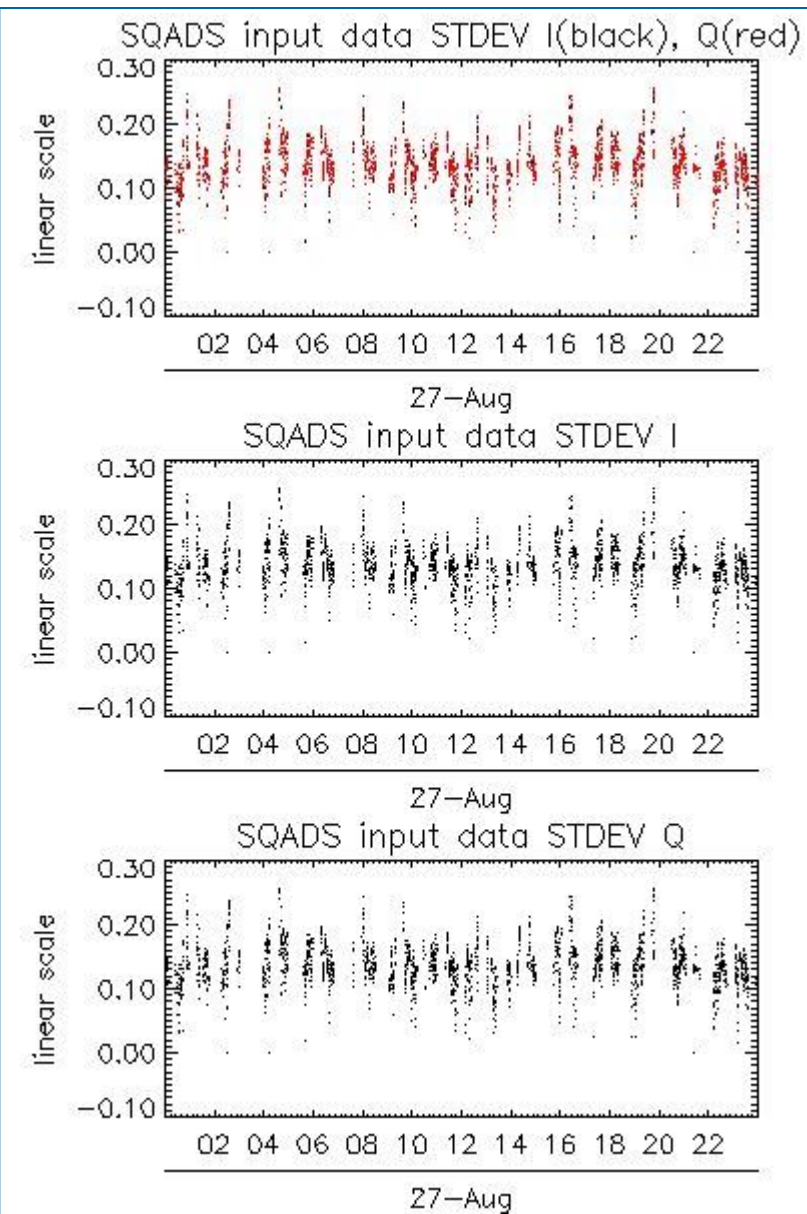 SQADS input data STDEV I(black), Q(red)
0.30
0.20
0.10
0.00
−0.10
linear scale
02 04 06 08 10 12 14 16 18 20 22
27−Aug
SQADS input data STDEV I
0.30
0.20
0.10
0.00
−0.10
linear scale
02 04 06 08 10 12 14 16 18 20 22
27−Aug
SQADS input data STDEV Q
0.30
0.20
0.10
0.00
−0.10
linear scale
02 04 06 08 10 12 14 16 18 20 22
27−Aug